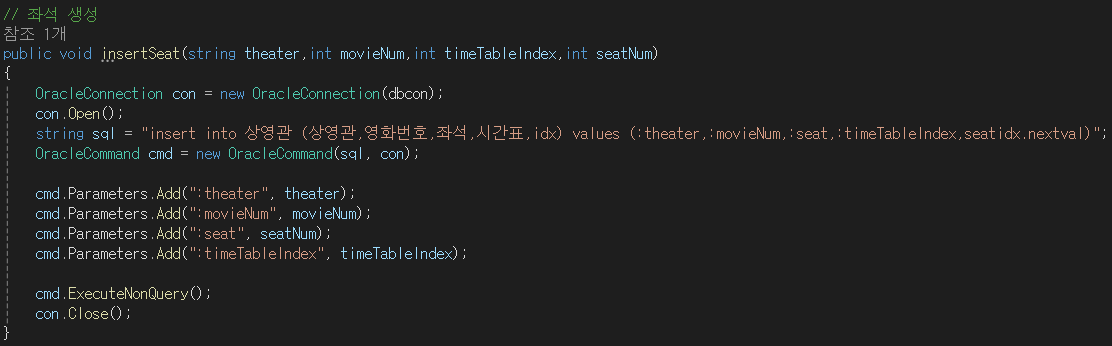 // 좌석 생성
참조 1개
public void insertSeat(string theater,int movieNum,int timeTableIndex,int seatNum)
{
OracleConnection con = new OracleConnection(dbcon);
con.Open();
string sql = "insert into 상영관 (상영관,영화번호,좌석,시간표,idx) values (:theater,:movieNum,:seat,:timeTableIndex,seatidx.nextval)";
OracleCommand cmd = new OracleCommand(sql, con);
cmd.Parameters.Add(":theater", theater);
cmd.Parameters.Add(":movieNum", movieNum);
cmd.Parameters.Add(":seat", seatNum);
cmd.Parameters.Add(":timeTableIndex", timeTableIndex);
cmd.ExecuteNonQuery();
con.Close();
}